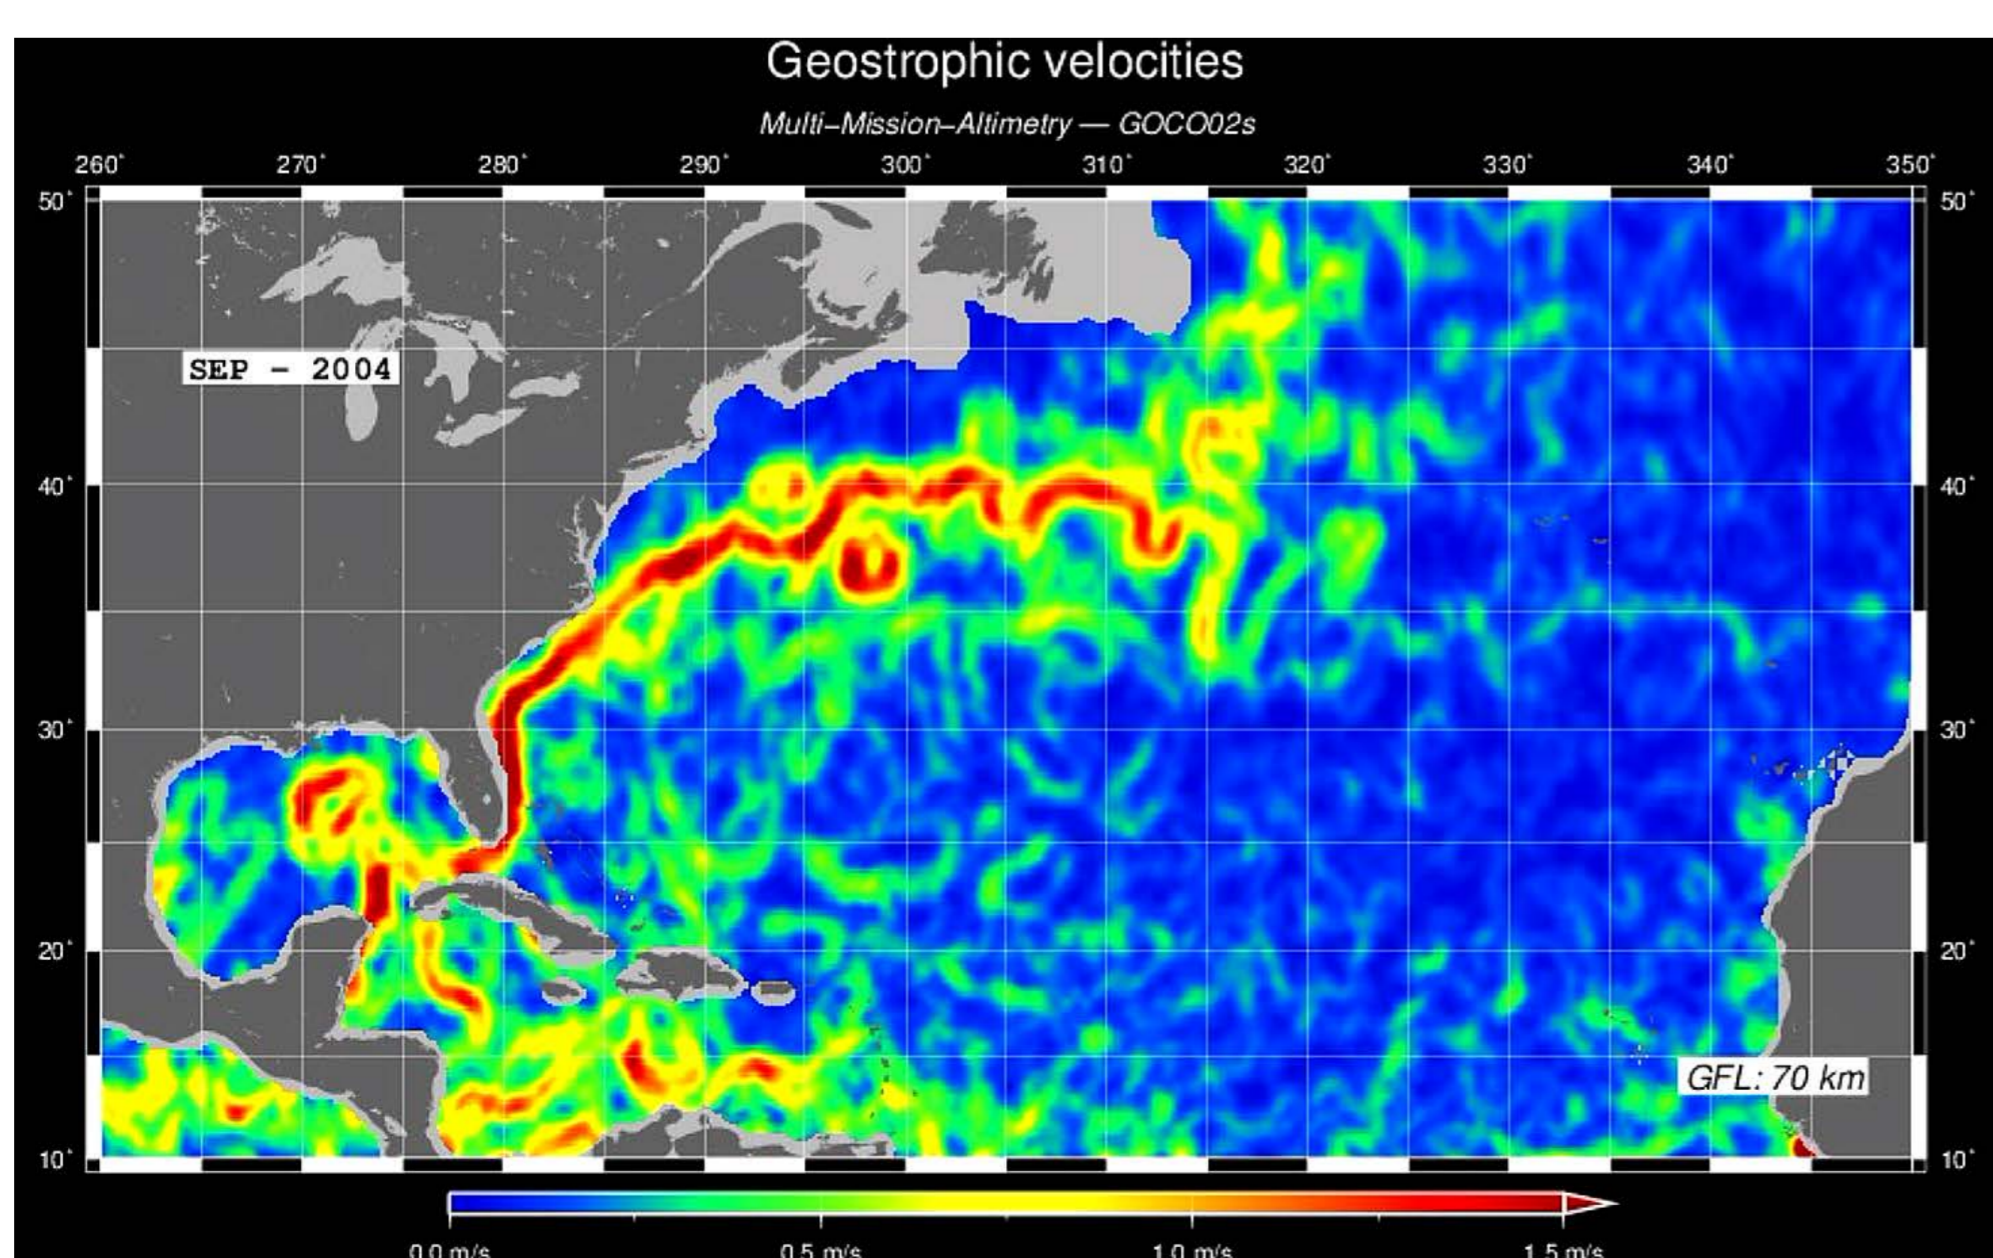 Geostrophic velocities
Multi–Mission–Altimetry — GOCO02s
260° 270° 280° 290° 300° 310° 320° 330° 340° 350°
50° 50°
SEP – 2004
40° 40°
30° 30°
20° 20°
GFL: 70 km
10° 10°
0.0 m/s 0.5 m/s 1.0 m/s 1.5 m/s